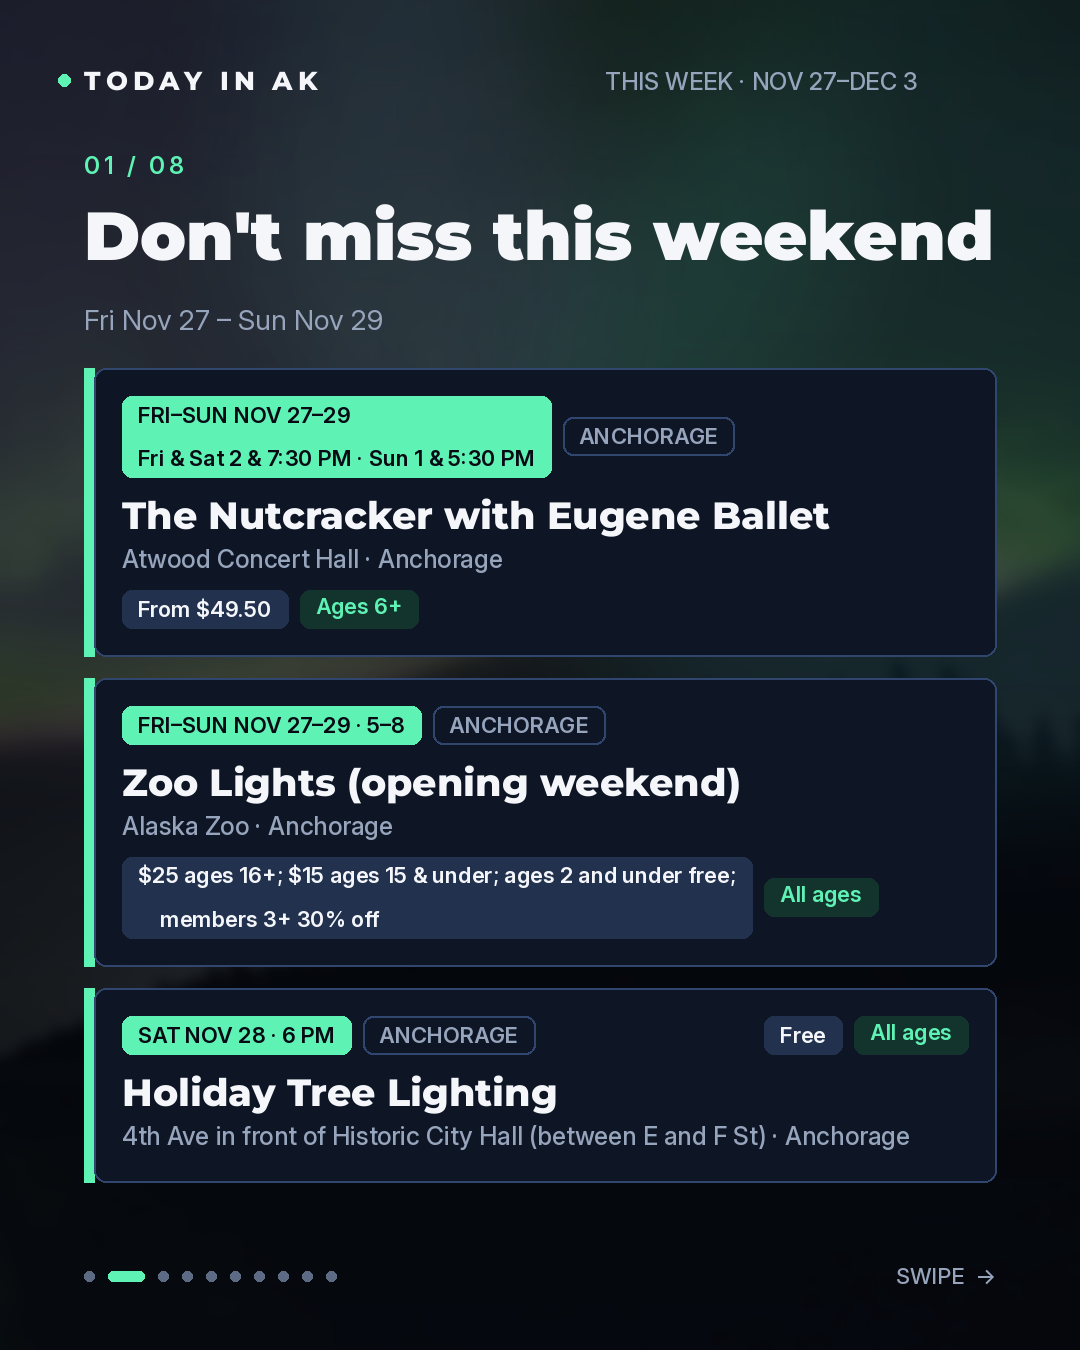 TODAY IN AK
THIS WEEK · NOV 27–DEC 3
01 / 08
Don't miss this weekend
Fri Nov 27 – Sun Nov 29
FRI–SUN NOV 27–29
Fri & Sat 2 & 7:30 PM · Sun 1 & 5:30 PM
ANCHORAGE
The Nutcracker with Eugene Ballet
Atwood Concert Hall · Anchorage
From $49.50
Ages 6+
FRI–SUN NOV 27–29 · 5–8
ANCHORAGE
Zoo Lights (opening weekend)
Alaska Zoo · Anchorage
$25 ages 16+; $15 ages 15 & under; ages 2 and under free;
members 3+ 30% off
All ages
SAT NOV 28 · 6 PM
ANCHORAGE
Free
All ages
Holiday Tree Lighting
4th Ave in front of Historic City Hall (between E and F St) · Anchorage
SWIPE →